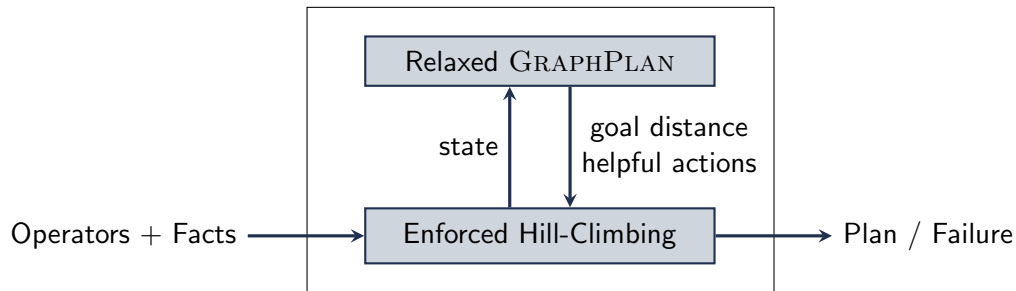 Relaxed GRAPHPLAN
state
goal distance
helpful actions
Operators + Facts
Enforced Hill-Climbing
Plan / Failure